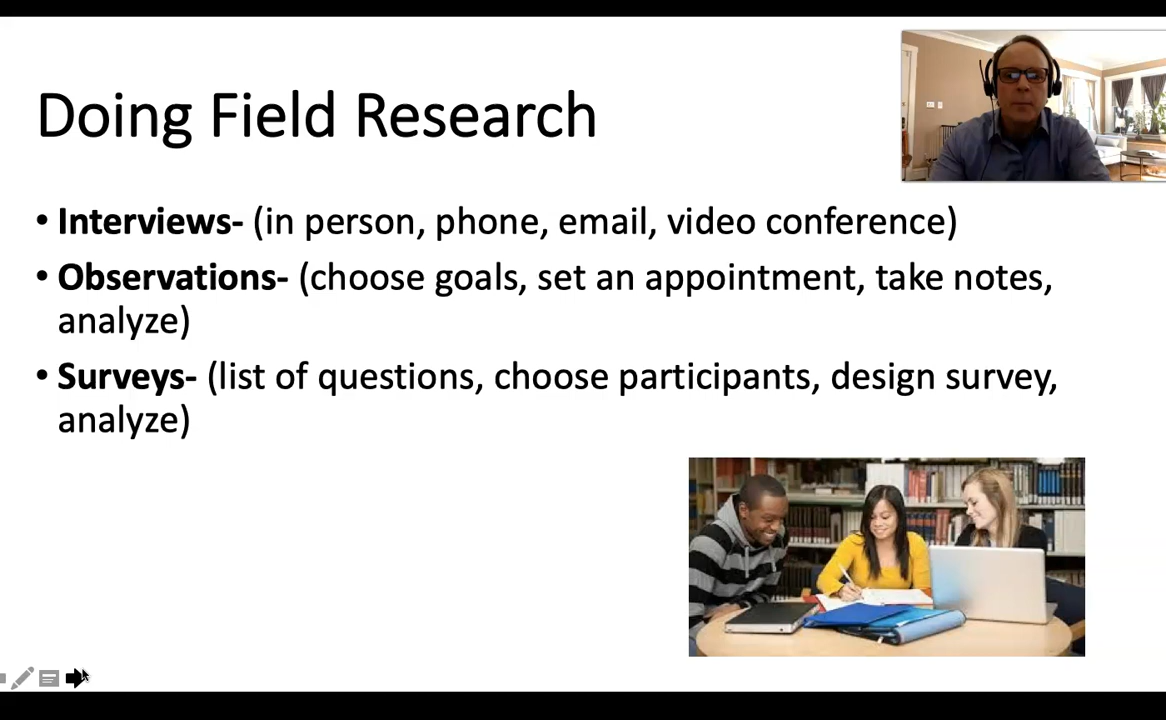 Doing Field Research
• Interviews- (in person, phone, email, video conference)
• Observations- (choose goals, set an appointment, take notes,
analyze)
• Surveys- (list of questions, choose participants, design survey,
analyze)